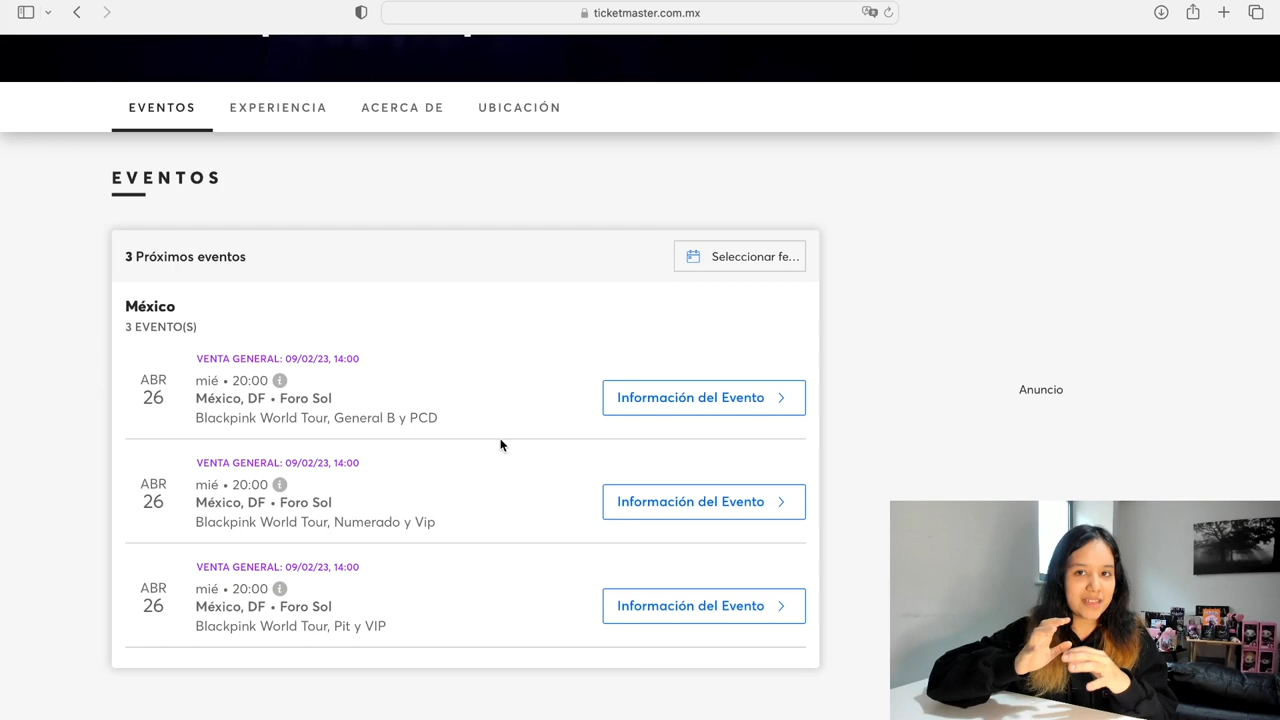 ticketmaster.com.mx
EVENTOS EXPERIENCIA ACERCA DE UBICACIÓN
EVENTOS
3 Próximos eventos
Seleccionar fe...
México
3 EVENTO(S)
VENTA GENERAL: 09/02/23, 14:00
ABR
26
mié • 20:00
México, DF • Foro Sol
Blackpink World Tour, General B y PCD
Información del Evento
VENTA GENERAL: 09/02/23, 14:00
ABR
26
mié • 20:00
México, DF • Foro Sol
Blackpink World Tour, Numerado y Vip
Información del Evento
VENTA GENERAL: 09/02/23, 14:00
ABR
26
mié • 20:00
México, DF • Foro Sol
Blackpink World Tour, Pit y VIP
Información del Evento
Anuncio